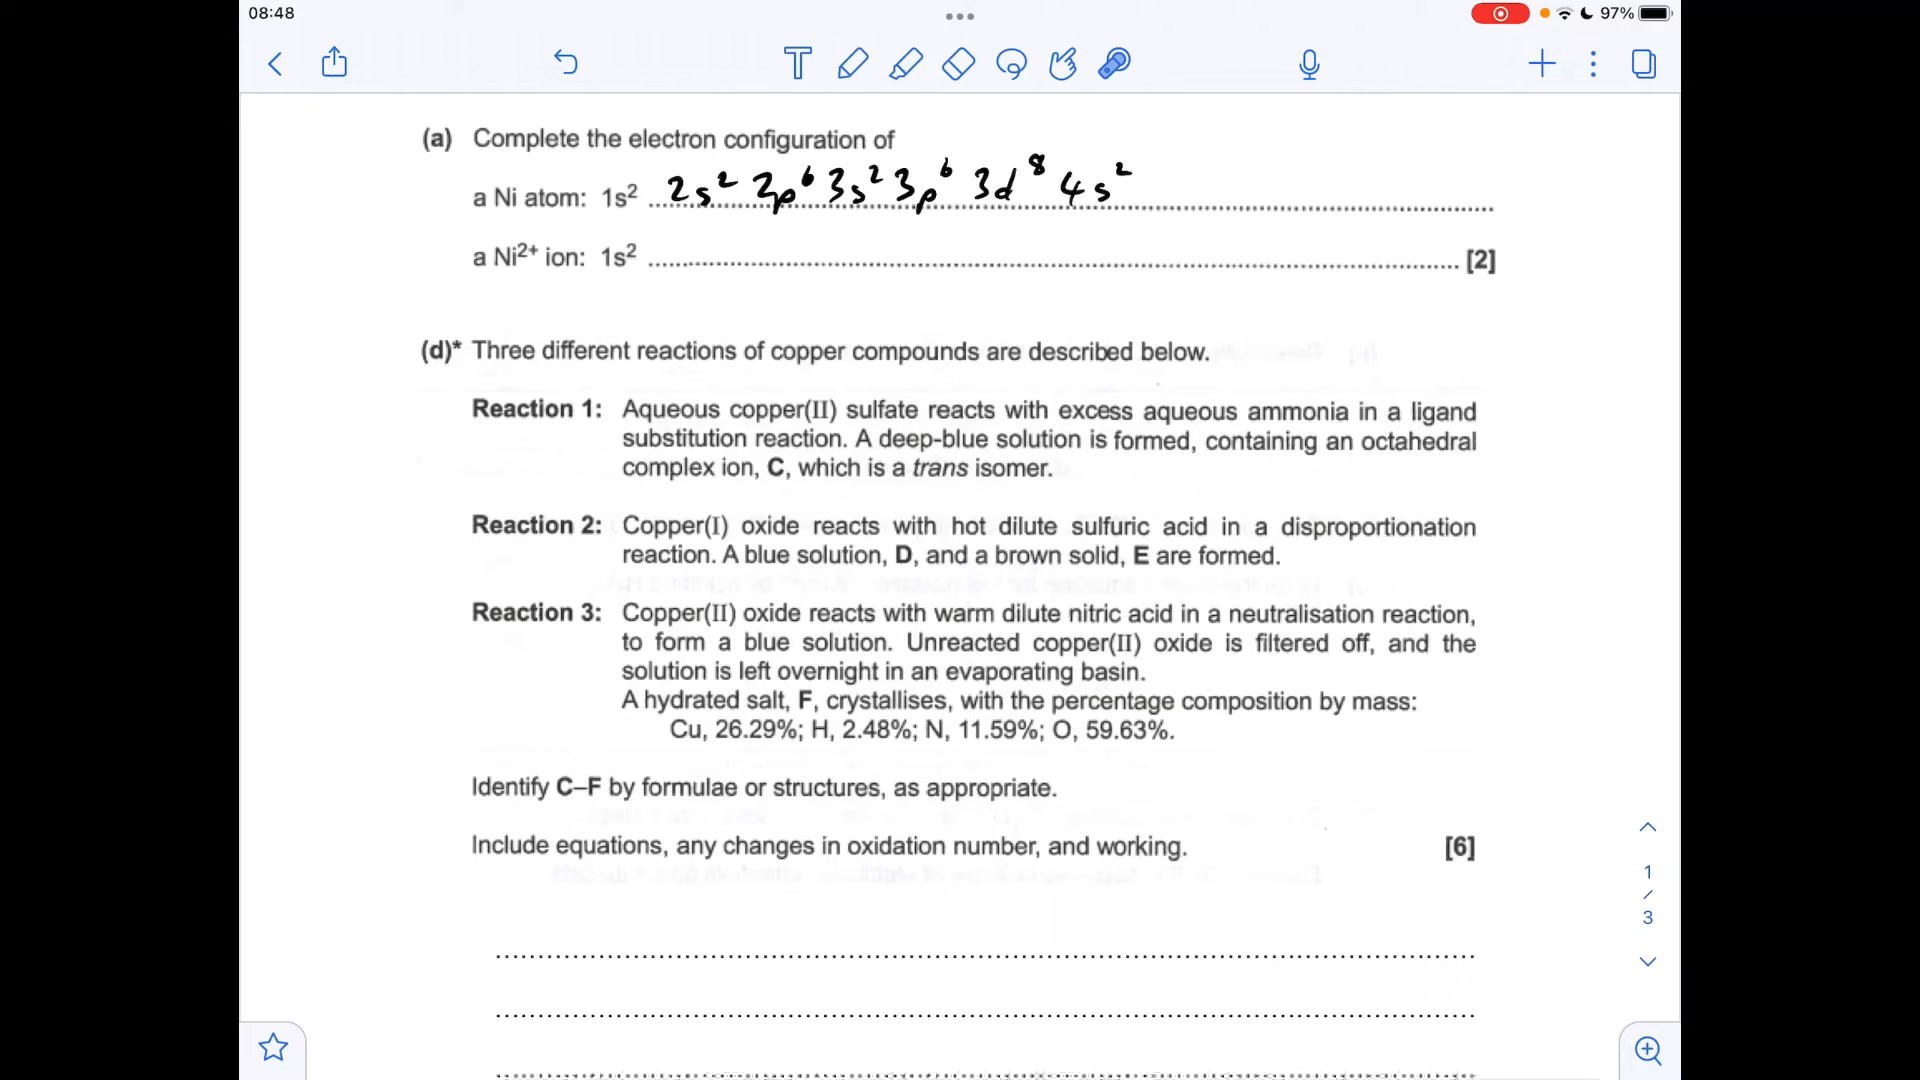 08:48
97%
(a) Complete the electron configuration of
a Ni atom: 1s² 2s² 2p⁶ 3s² 3p⁶ 3d⁸ 4s²
a Ni²⁺ ion: 1s² ........................................ [2]
(d)* Three different reactions of copper compounds are described below.
Reaction 1: Aqueous copper(II) sulfate reacts with excess aqueous ammonia in a ligand
substitution reaction. A deep-blue solution is formed, containing an octahedral
complex ion, C, which is a trans isomer.
Reaction 2: Copper(I) oxide reacts with hot dilute sulfuric acid in a disproportionation
reaction. A blue solution, D, and a brown solid, E are formed.
Reaction 3: Copper(II) oxide reacts with warm dilute nitric acid in a neutralisation reaction,
to form a blue solution. Unreacted copper(II) oxide is filtered off, and the
solution is left overnight in an evaporating basin.
A hydrated salt, F, crystallises, with the percentage composition by mass:
Cu, 26.29%; H, 2.48%; N, 11.59%; O, 59.63%.
Identify C–F by formulae or structures, as appropriate.
Include equations, any changes in oxidation number, and working. [6]
1
/
3